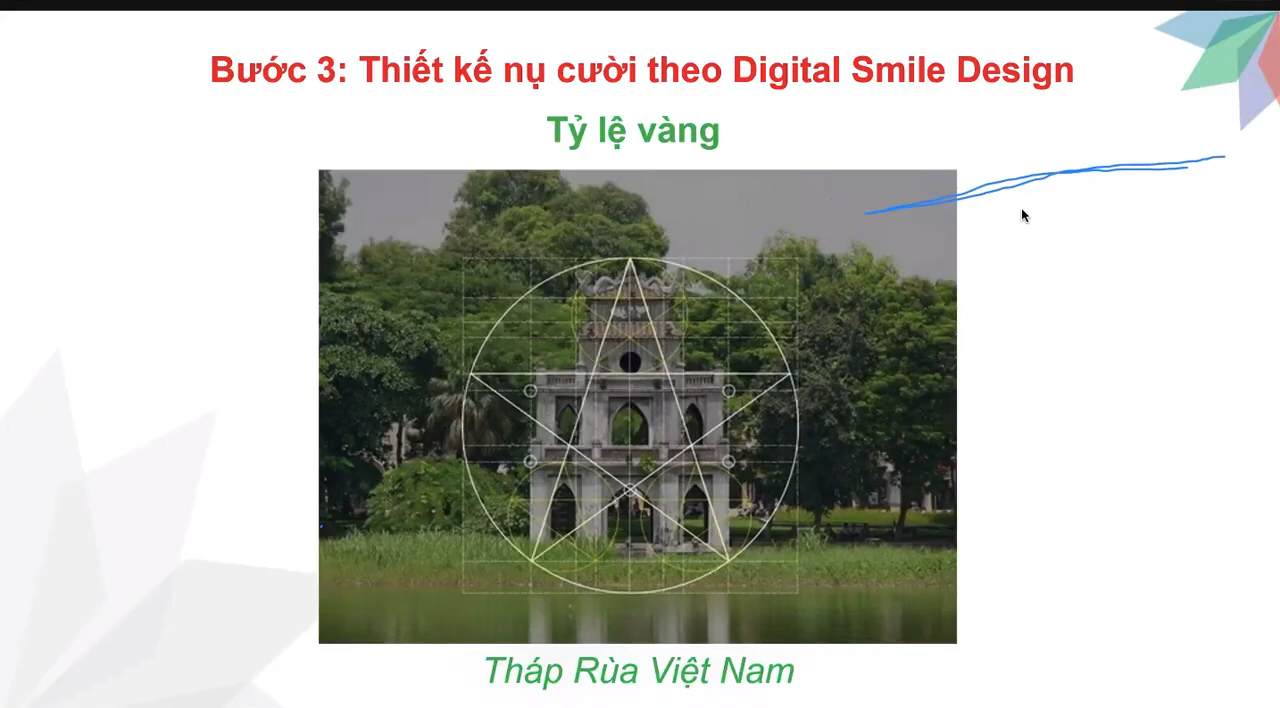 Bước 3: Thiết kế nụ cười theo Digital Smile Design
Tỷ lệ vàng
Tháp Rùa Việt Nam